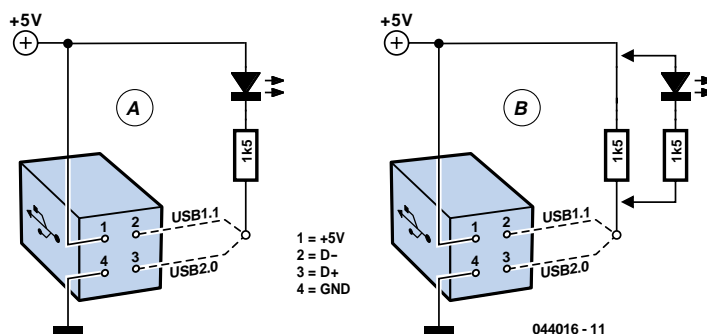 +5V
A
1k5
1
2
4
3
USB1.1
USB2.0
1 = +5V
2 = D–
3 = D+
4 = GND
+5V
B
1k5
1k5
1
2
4
3
USB1.1
USB2.0
044016 - 11